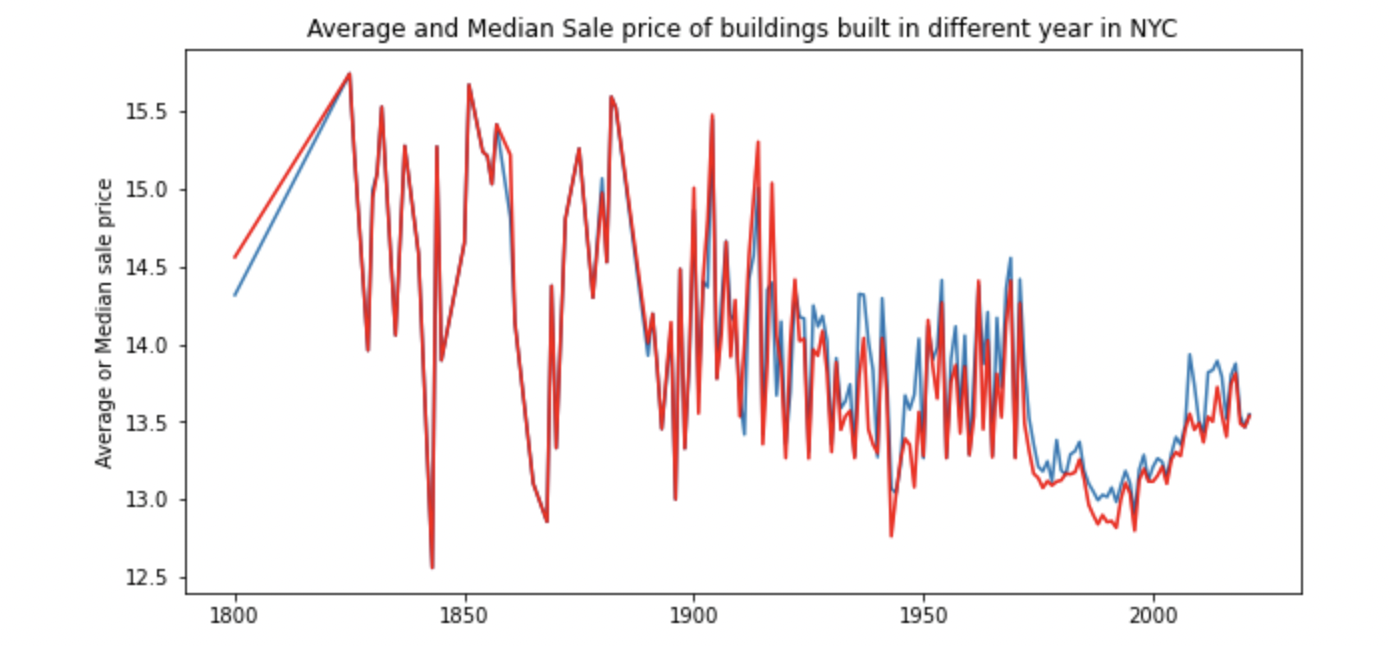 Average and Median Sale price of buildings built in different year in NYC
Average or Median sale price
15.5
15.0
14.5
14.0
13.5
13.0
12.5
1800 1850 1900 1950 2000